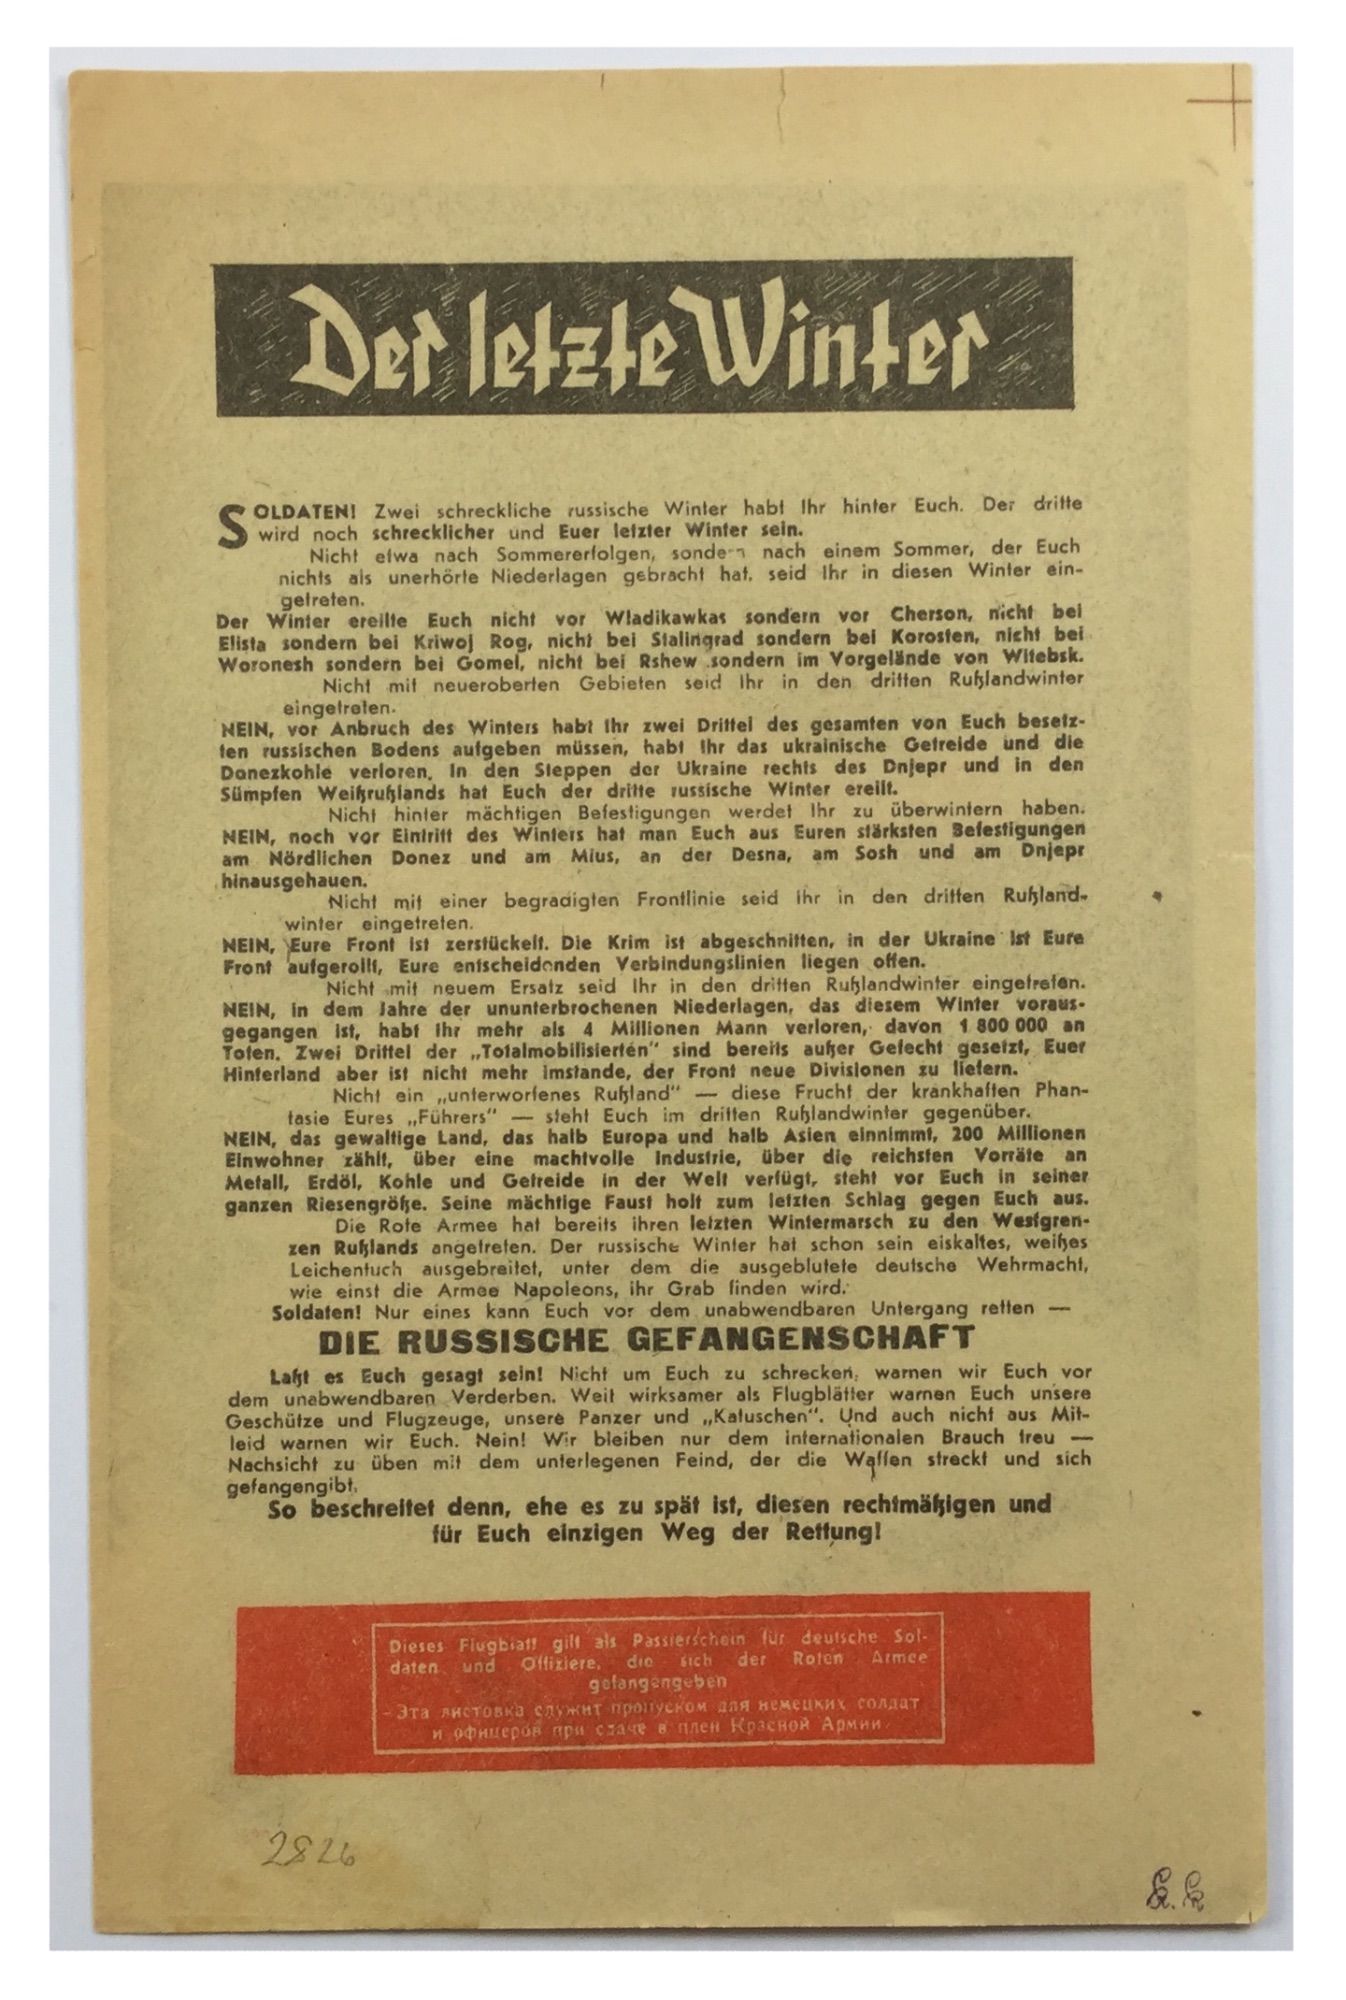 Der letzte Winter
SOLDATEN! Zwei schreckliche russische Winter habt Ihr hinter Euch. Der dritte
wird noch schrecklicher und Euer letzter Winter sein.
Nicht etwa nach Sommererfolgen, sondern nach einem Sommer, der Euch
nichts als unerhörte Niederlagen gebracht hat, seid Ihr in diesen Winter ein-
getreten.
Der Winter ereilte Euch nicht vor Wladikawkas sondern vor Cherson, nicht bei
Elista sondern bei Kriwoj Rog, nicht bei Stalingrad sondern bei Korosten, nicht bei
Woronesh sondern bei Gomel, nicht bei Rshew sondern im Vorgelände von Witebsk.
Nicht mit neueroberten Gebieten seid Ihr in den dritten Rußlandwinter
eingetreten.
NEIN, vor Anbruch des Winters habt Ihr zwei Drittel des gesamten von Euch besetz-
ten russischen Bodens aufgeben müssen, habt Ihr das ukrainische Getreide und die
Donezkohle verloren. In den Steppen der Ukraine rechts des Dnjepr und in den
Sümpfen Weißrußlands hat Euch der dritte russische Winter ereilt.
Nicht hinter mächtigen Befestigungen werdet Ihr zu überwintern haben.
NEIN, noch vor Eintritt des Winters hat man Euch aus Euren stärksten Befestigungen
am Nördlichen Donez und am Mius, an der Desna, am Sosh und am Dnjepr
hinausgehauen.
Nicht mit einer begradigten Frontlinie seid Ihr in den dritten Rußland-
winter eingetreten.
NEIN, Eure Front ist zerstückelt. Die Krim ist abgeschnitten, in der Ukraine ist Eure
Front aufgerollt, Eure entscheidenden Verbindungslinien liegen offen.
Nicht mit neuem Ersatz seid Ihr in den dritten Rußlandwinter eingetreten.
NEIN, in dem Jahre der ununterbrochenen Niederlagen, das diesem Winter voraus-
gegangen ist, habt Ihr mehr als 4 Millionen Mann verloren, davon 1 800 000 an
Toten. Zwei Drittel der „Totalmobilisierten" sind bereits außer Gefecht gesetzt, Euer
Hinterland aber ist nicht mehr imstande, der Front neue Divisionen zu liefern.
Nicht ein „unterworfenes Rußland" — diese Frucht der krankhaften Phan-
tasie Eures „Führers" — steht Euch im dritten Rußlandwinter gegenüber.
NEIN, das gewaltige Land, das halb Europa und halb Asien einnimmt, 200 Millionen
Einwohner zählt, über eine machtvolle Industrie, über die reichsten Vorräte an
Metall, Erdöl, Kohle und Getreide in der Welt verfügt, steht vor Euch in seiner
ganzen Riesengröße. Seine mächtige Faust holt zum letzten Schlag gegen Euch aus.
Die Rote Armee hat bereits ihren letzten Wintermarsch zu den Westgren-
zen Rußlands angetreten. Der russische Winter hat schon sein eiskaltes, weißes
Leichentuch ausgebreitet, unter dem die ausgeblutete deutsche Wehrmacht,
wie einst die Armee Napoleons, ihr Grab finden wird.
Soldaten! Nur eines kann Euch vor dem unabwendbaren Untergang retten —
DIE RUSSISCHE GEFANGENSCHAFT
Laßt es Euch gesagt sein! Nicht um Euch zu schrecken, warnen wir Euch vor
dem unabwendbaren Verderben. Weit wirksamer als Flugblätter warnen Euch unsere
Geschütze und Flugzeuge, unsere Panzer und „Katuschen". Und auch nicht aus Mit-
leid warnen wir Euch. Nein! Wir bleiben nur dem internationalen Brauch treu —
Nachsicht zu üben mit dem unterlegenen Feind, der die Waffen streckt und sich
gefangengibt.
So beschreitet denn, ehe es zu spät ist, diesen rechtmäßigen und
für Euch einzigen Weg der Rettung!
Dieses Flugblatt gilt als Passierschein für deutsche Sol-
daten und Offiziere, die sich der Roten Armee
gefangengeben
Эта листовка служит пропуском для немецких солдат
и офицеров при сдаче в плен Красной Армии
2826